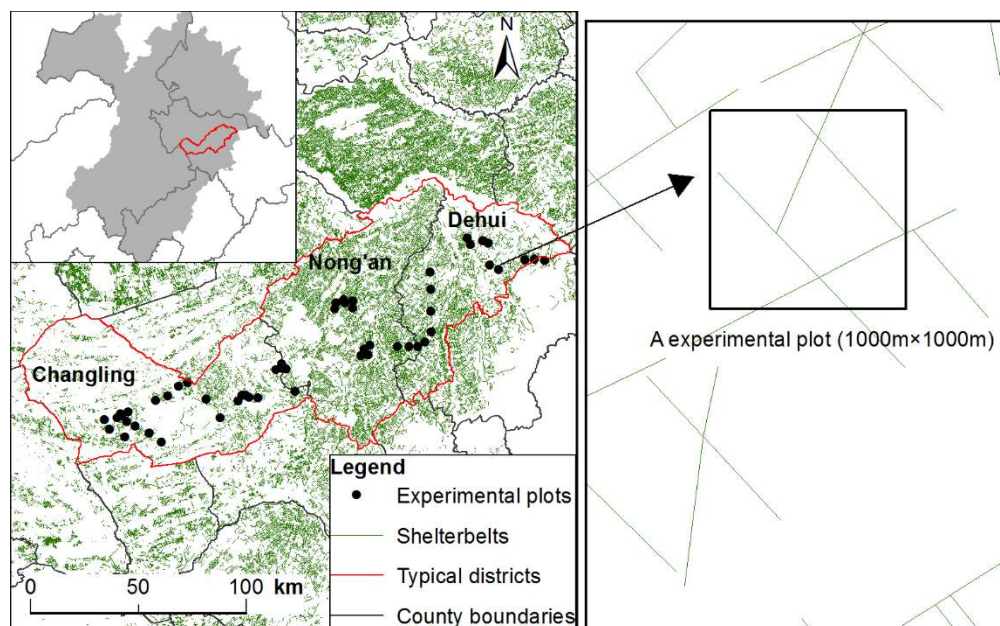 N
Dehui
Nong'an
Changling
Legend
Experimental plots
Shelterbelts
Typical districts
County boundaries
0 50 100 km
A experimental plot (1000m×1000m)